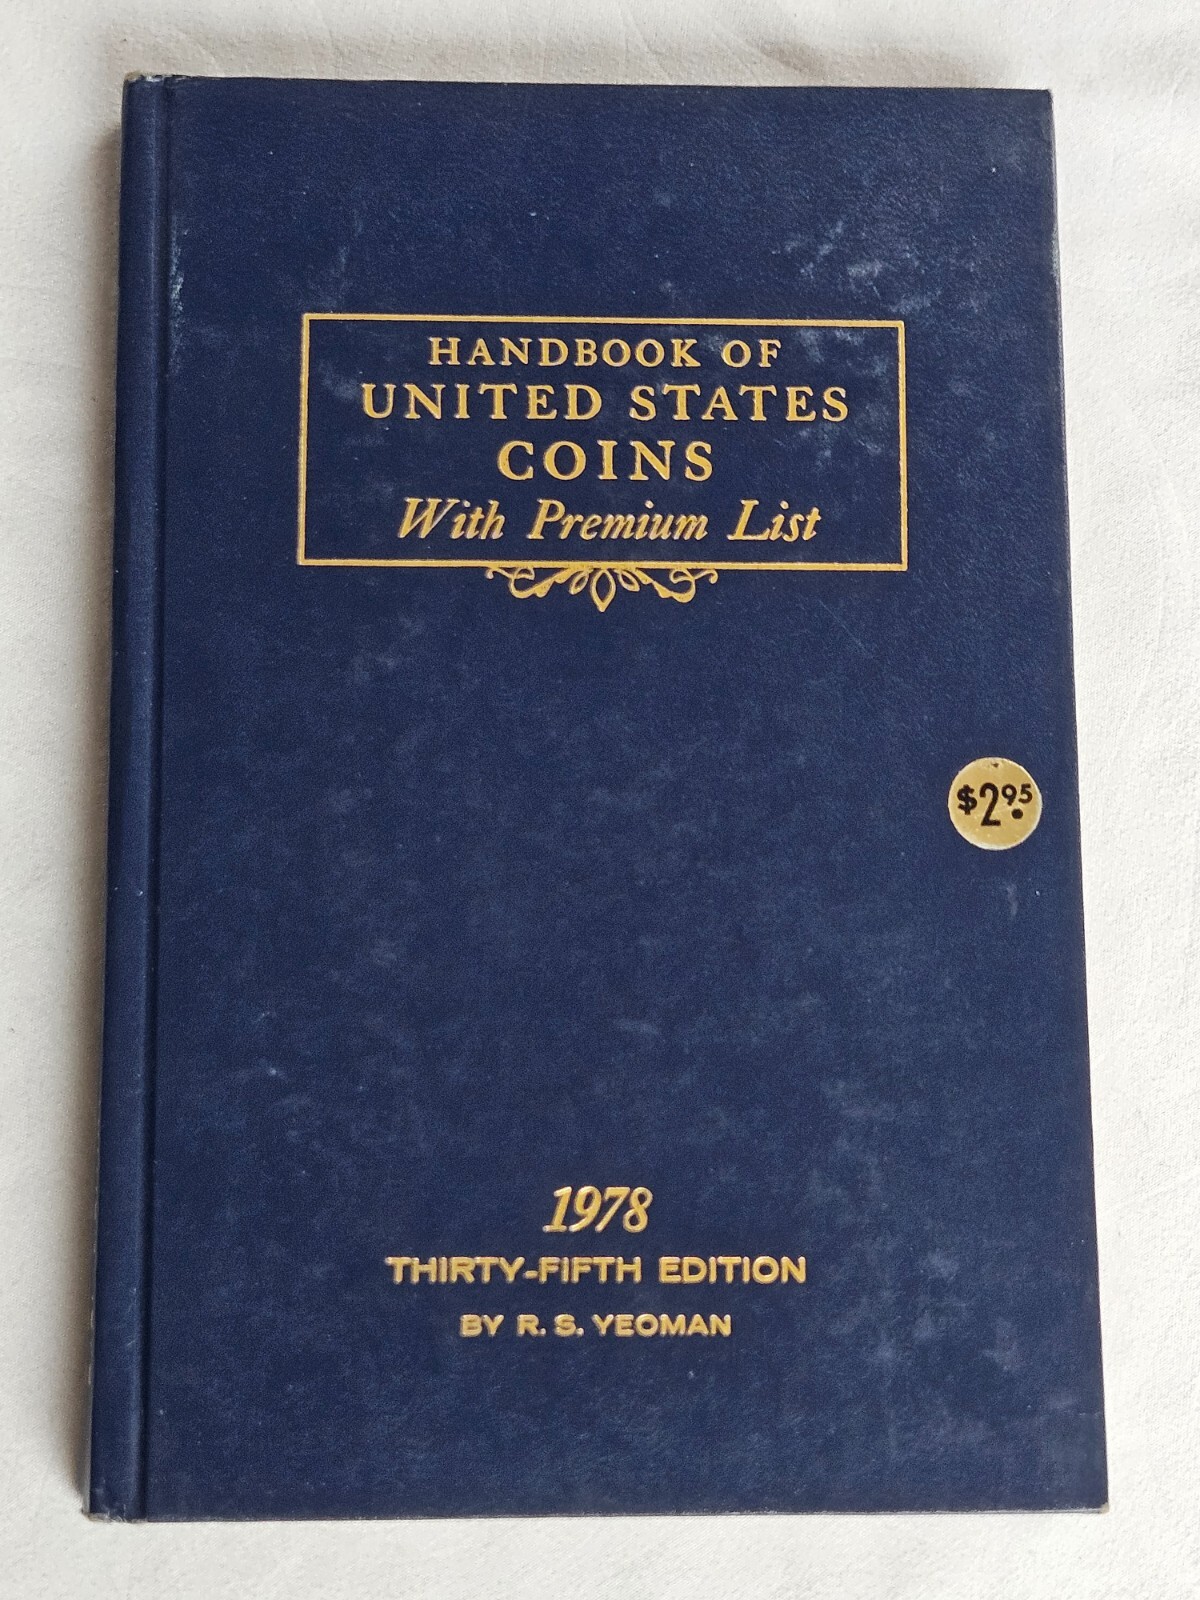 HANDBOOK OF
UNITED STATES
COINS
With Premium List
$2.95
1978
THIRTY-FIFTH EDITION
BY R. S. YEOMAN